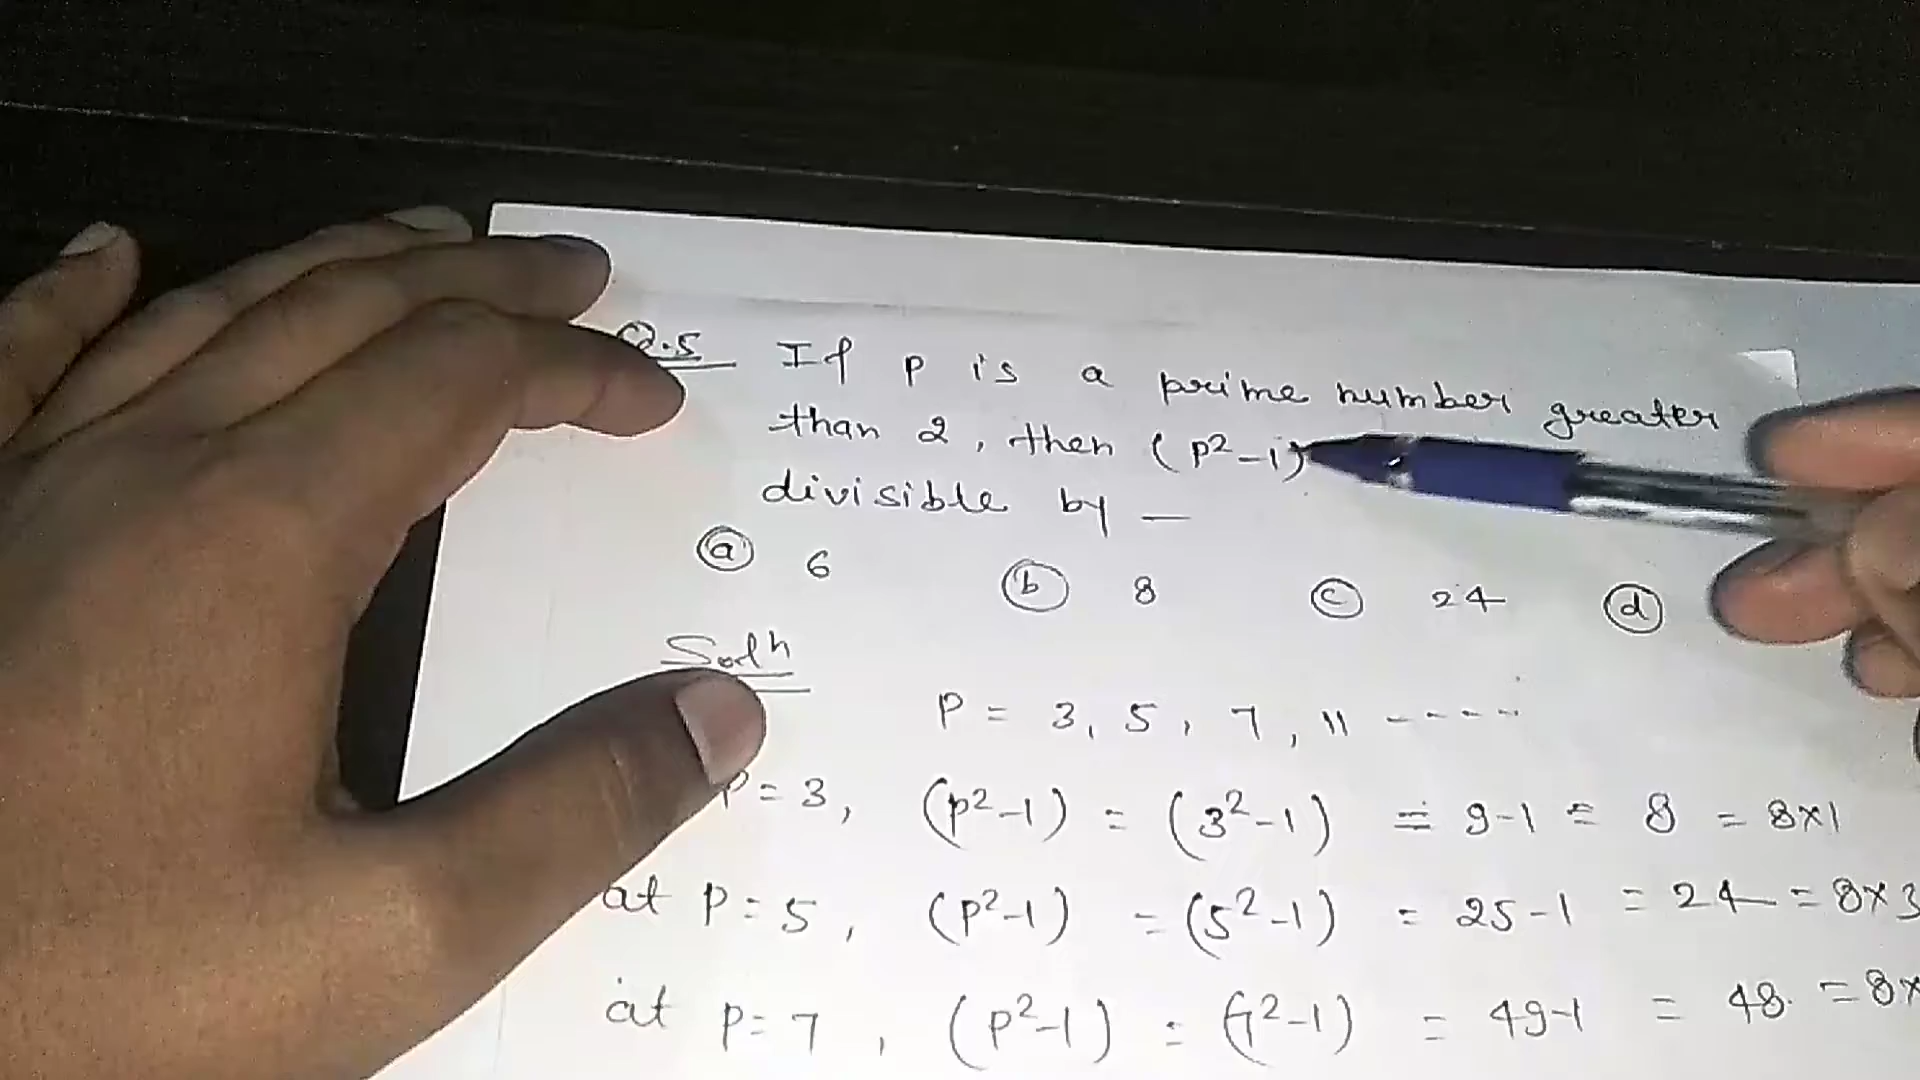 Q.5 If P is a prime number greater
than 2, then (p²-1)
divisible by —
(a) 6 (b) 8 (c) 24 (d)
Solh
P = 3, 5, 7, 11 -----
P=3, (p²-1) = (3²-1) = 9-1 = 8 = 8×1
at P=5, (p²-1) = (5²-1) = 25-1 = 24 = 8×3
at P=7, (p²-1) = (7²-1) = 49-1 = 48 = 8×